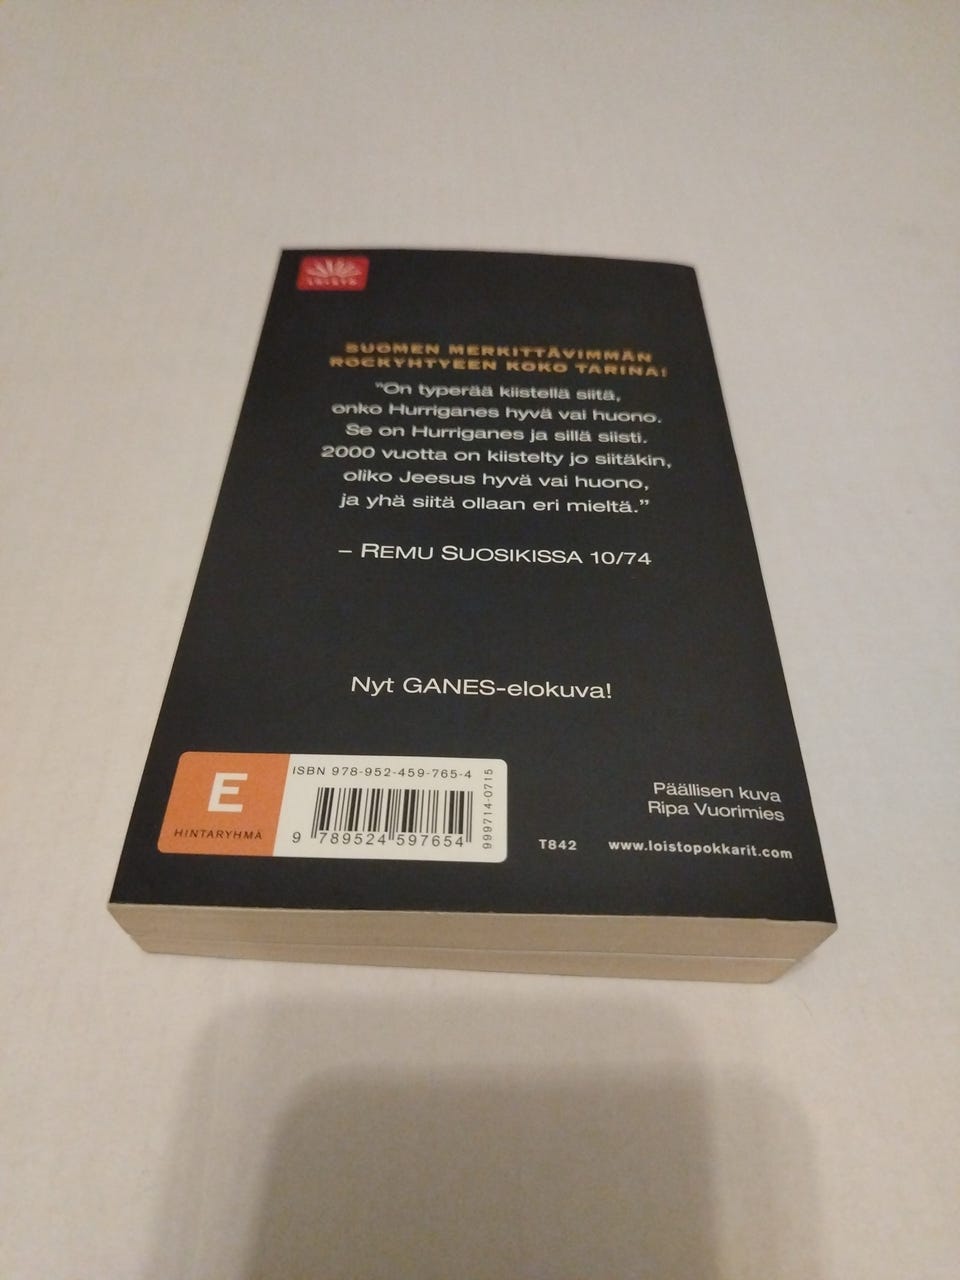 LOISTO
SUOMEN MERKITTÄVIMMÄN
ROCKYHTYEEN KOKO TARINA!
"On typerää kiistellä siitä,
onko Hurriganes hyvä vai huono.
Se on Hurriganes ja sillä siisti.
2000 vuotta on kiistelty jo siitäkin,
oliko Jeesus hyvä vai huono,
ja yhä siitä ollaan eri mieltä."
– REMU SUOSIKISSA 10/74
Nyt GANES-elokuva!
E
HINTARYHMÄ
ISBN 978-952-459-765-4
9 789524 597654
999714-0715
Päällisen kuva
Ripa Vuorimies
T842 www.loistopokkarit.com